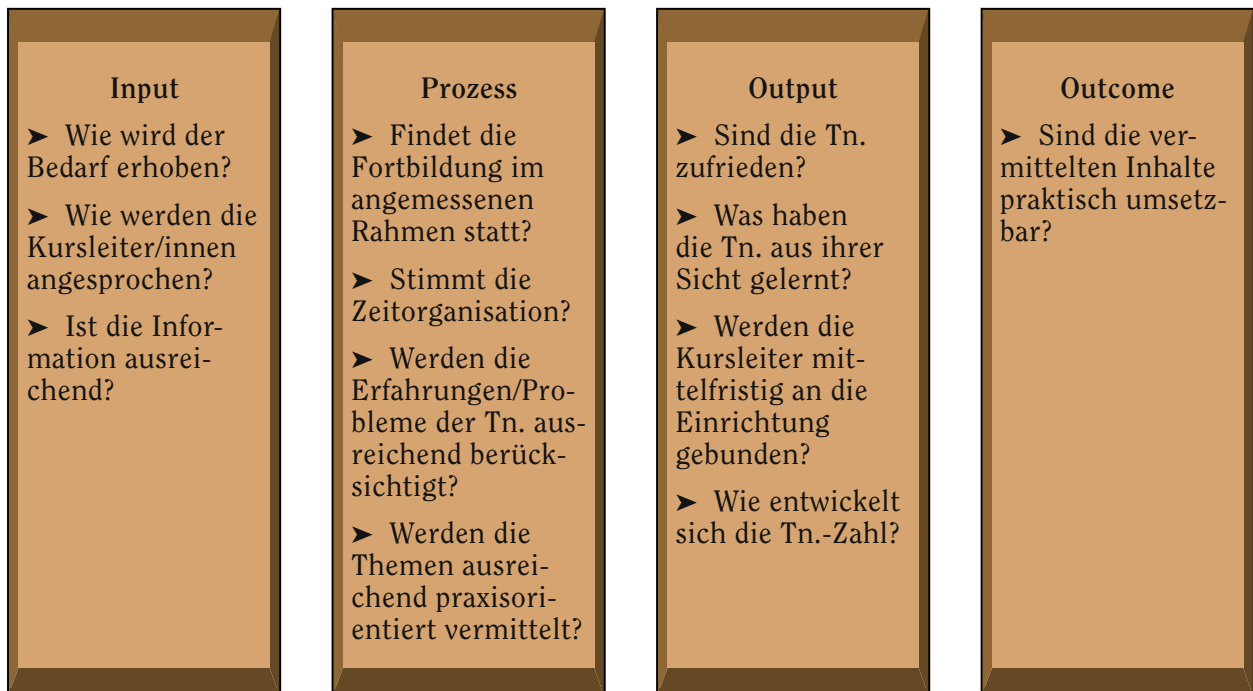 Input
➤ Wie wird der
Bedarf erhoben?
➤ Wie werden die
Kursleiter/innen
angesprochen?
➤ Ist die Infor-
mation ausrei-
chend?
Prozess
➤ Findet die
Fortbildung im
angemessenen
Rahmen statt?
➤ Stimmt die
Zeitorganisation?
➤ Werden die
Erfahrungen/Pro-
bleme der Tn. aus-
reichend berück-
sichtigt?
➤ Werden die
Themen ausrei-
chend praxisori-
entiert vermittelt?
Output
➤ Sind die Tn.
zufrieden?
➤ Was haben
die Tn. aus ihrer
Sicht gelernt?
➤ Werden die
Kursleiter mit-
telfristig an die
Einrichtung
gebunden?
➤ Wie entwickelt
sich die Tn.-Zahl?
Outcome
➤ Sind die ver-
mittelten Inhalte
praktisch umsetz-
bar?